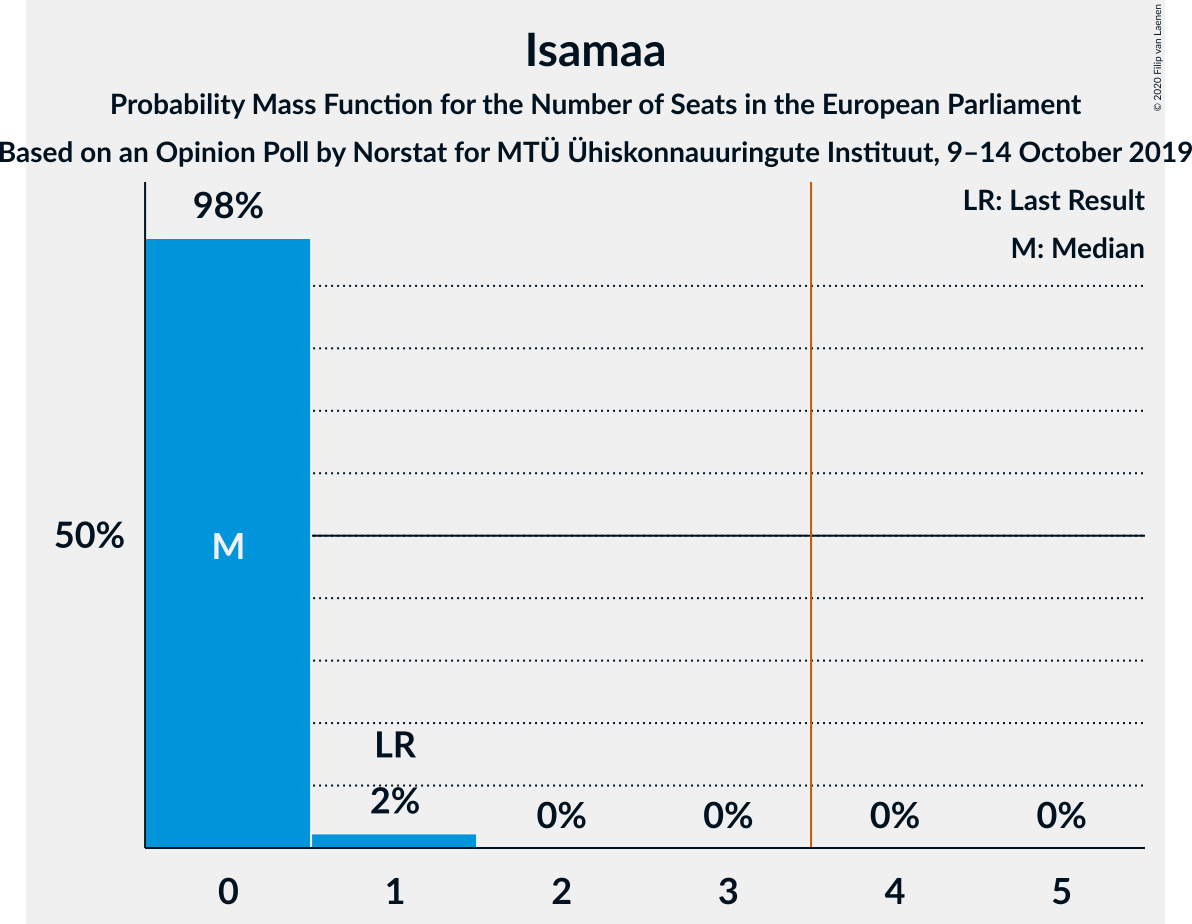 Isamaa
Probability Mass Function for the Number of Seats in the European Parliament
Based on an Opinion Poll by Norstat for MTÜ Ühiskonnauuringute Instituut, 9–14 October 2019
© 2020 Filip van Laenen
LR: Last Result
M: Median
98%
50%
M
LR
2%
0%
0%
0%
0%
0
1
2
3
4
5